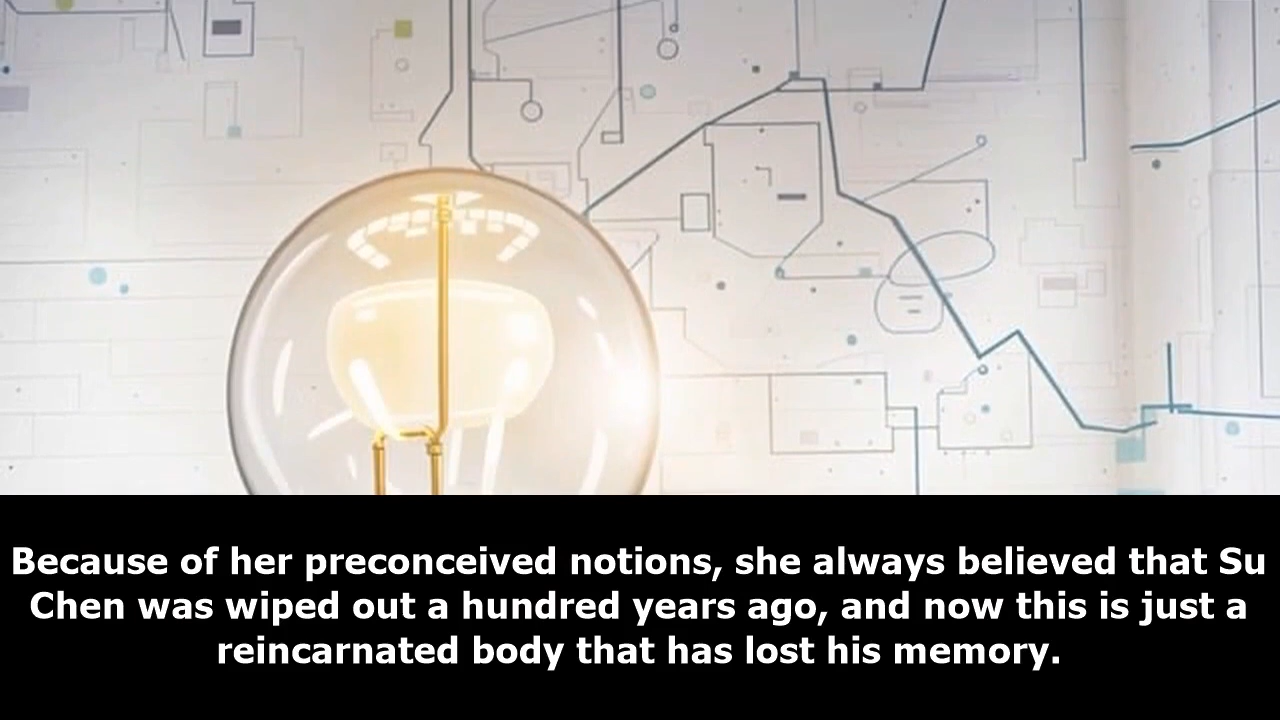 Because of her preconceived notions, she always believed that Su
Chen was wiped out a hundred years ago, and now this is just a
reincarnated body that has lost his memory.